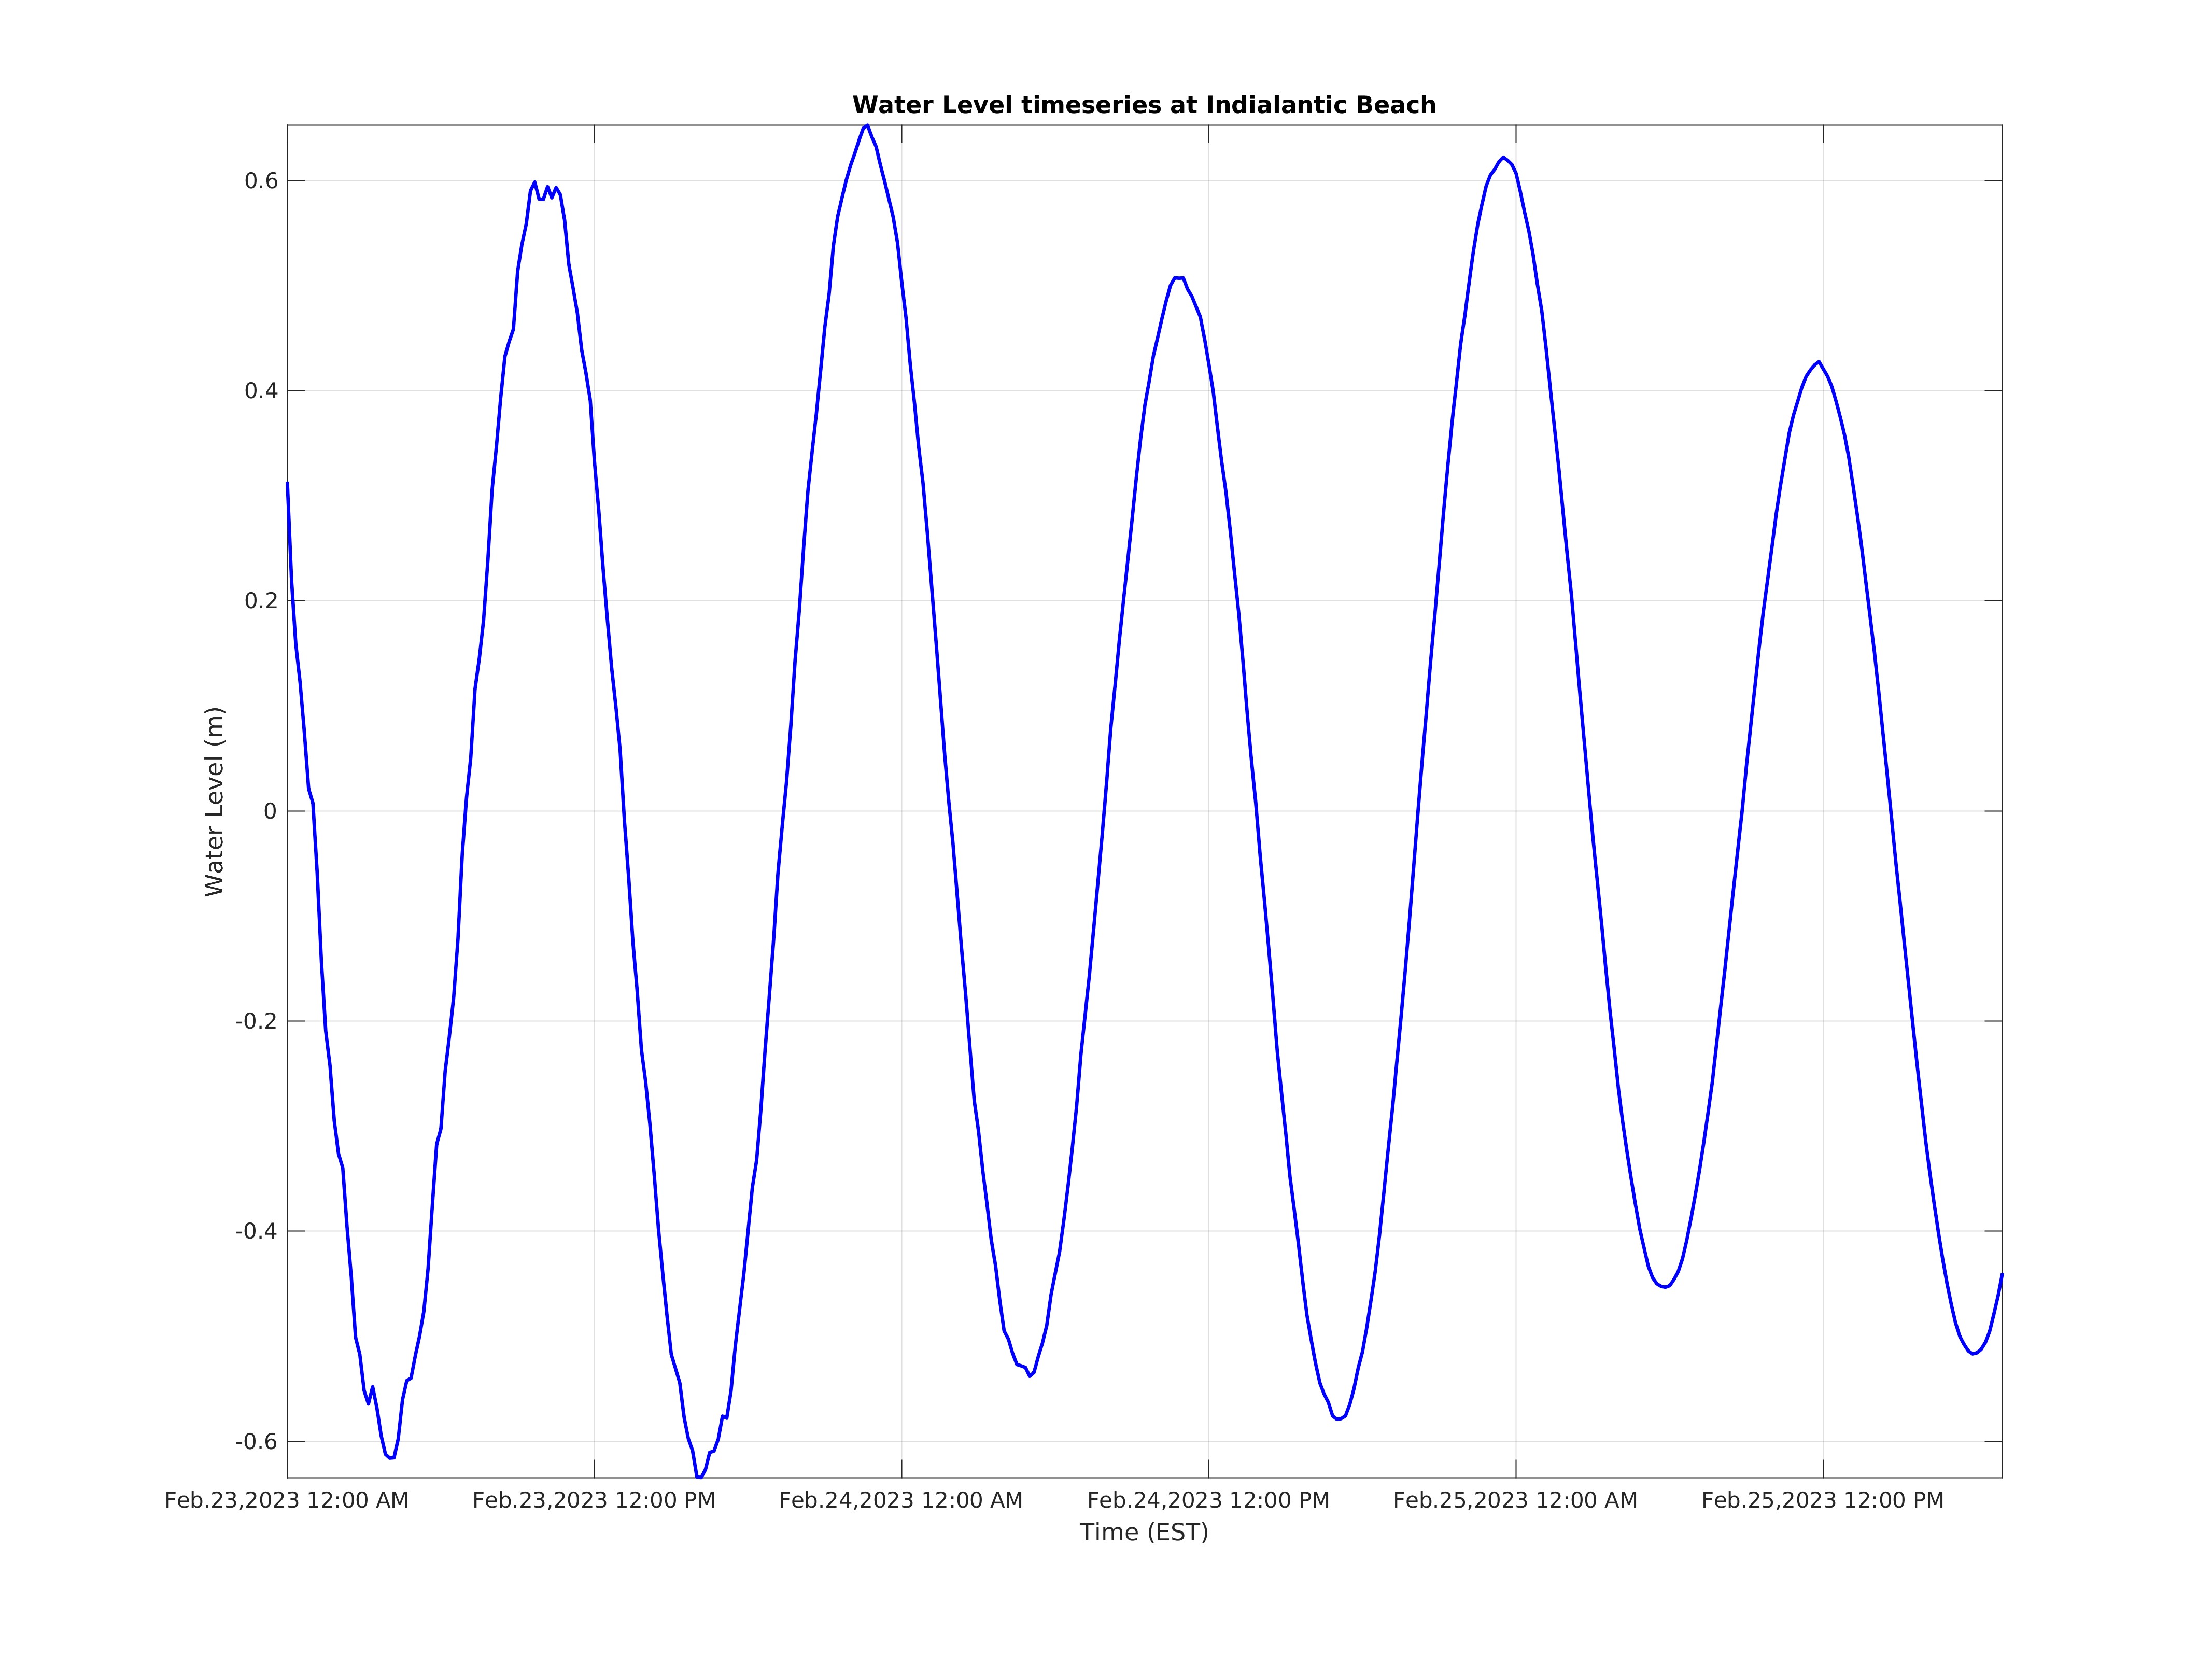 Water Level timeseries at Indialantic Beach
0.6
0.4
0.2
0
-0.2
-0.4
-0.6
Water Level (m)
Feb.23,2023 12:00 AM
Feb.23,2023 12:00 PM
Feb.24,2023 12:00 AM
Feb.24,2023 12:00 PM
Feb.25,2023 12:00 AM
Feb.25,2023 12:00 PM
Time (EST)